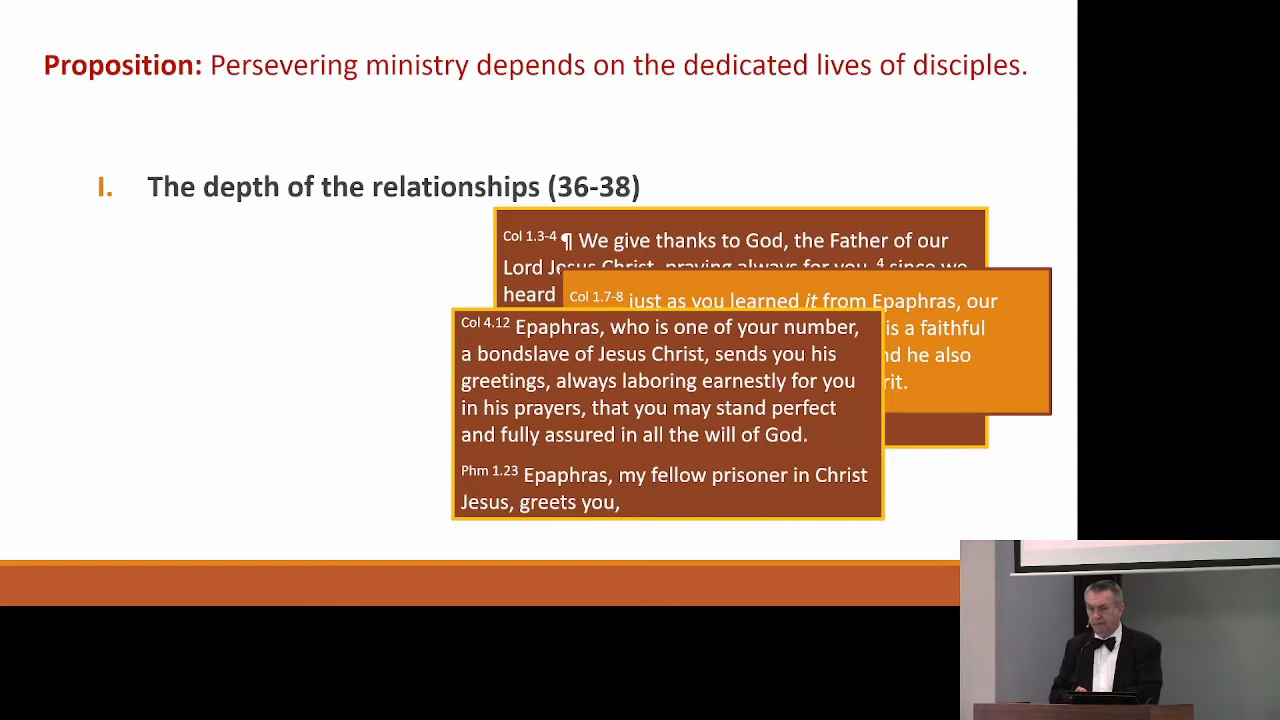 Proposition: Persevering ministry depends on the dedicated lives of disciples.
I. The depth of the relationships (36-38)
Col 1.3-4 ¶ We give thanks to God, the Father of our
Lord Jesus Christ, praying always for you, 4 since we
heard
Col 1.7-8 just as you learned it from Epaphras, our
is a faithful
he also
Col 4.12 Epaphras, who is one of your number,
a bondslave of Jesus Christ, sends you his
greetings, always laboring earnestly for you
in his prayers, that you may stand perfect
and fully assured in all the will of God.
Phm 1.23 Epaphras, my fellow prisoner in Christ
Jesus, greets you,